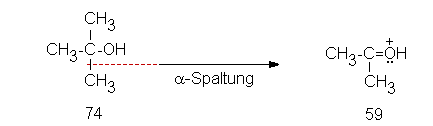 CH3
CH3-C-OH
CH3
α-Spaltung
74
+
CH3-C=OH
CH3
59